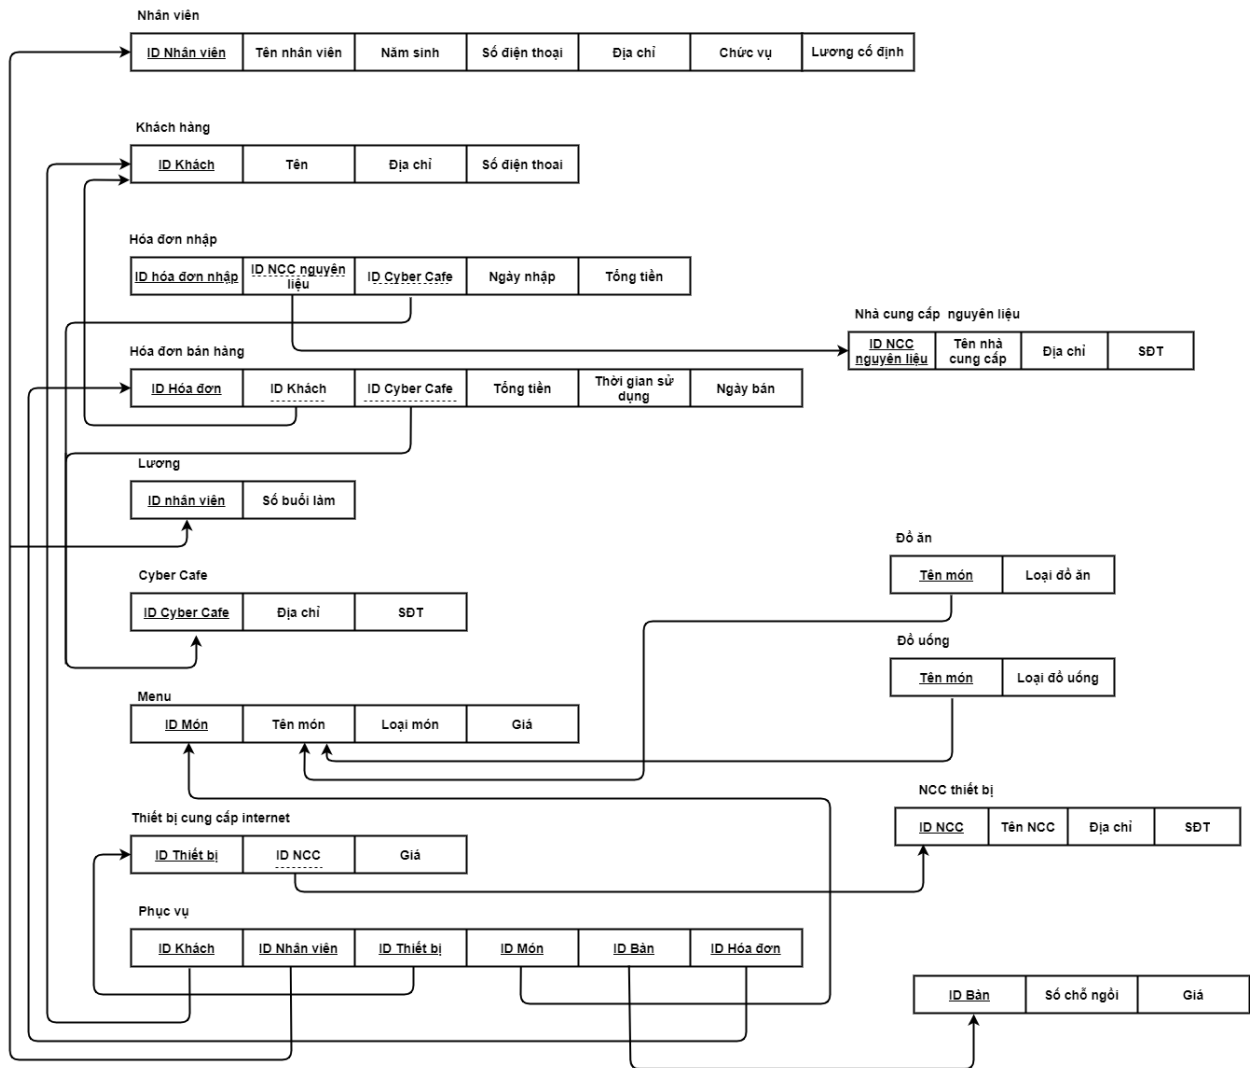 Nhân viên
ID Nhân viên
Tên nhân viên
Năm sinh
Số điện thoại
Địa chỉ
Chức vụ
Lương cố định
Khách hàng
ID Khách
Tên
Địa chỉ
Số điện thoai
Hóa đơn nhập
ID hóa đơn nhập
ID NCC nguyên
liệu
ID Cyber Cafe
Ngày nhập
Tổng tiền
Nhà cung cấp nguyên liệu
ID NCC
nguyên liệu
Tên nhà
cung cấp
Địa chỉ
SĐT
Hóa đơn bán hàng
ID Hóa đơn
ID Khách
ID Cyber Cafe
Tổng tiền
Thời gian sử
dụng
Ngày bán
Lương
ID nhân viên
Số buổi làm
Đồ ăn
Tên món
Loại đồ ăn
Cyber Cafe
ID Cyber Cafe
Địa chỉ
SĐT
Đồ uống
Tên món
Loại đồ uống
Menu
ID Món
Tên món
Loại món
Giá
NCC thiết bị
ID NCC
Tên NCC
Địa chỉ
SĐT
Thiết bị cung cấp internet
ID Thiết bị
ID NCC
Giá
Phục vụ
ID Khách
ID Nhân viên
ID Thiết bị
ID Món
ID Bàn
ID Hóa đơn
ID Bàn
Số chỗ ngồi
Giá